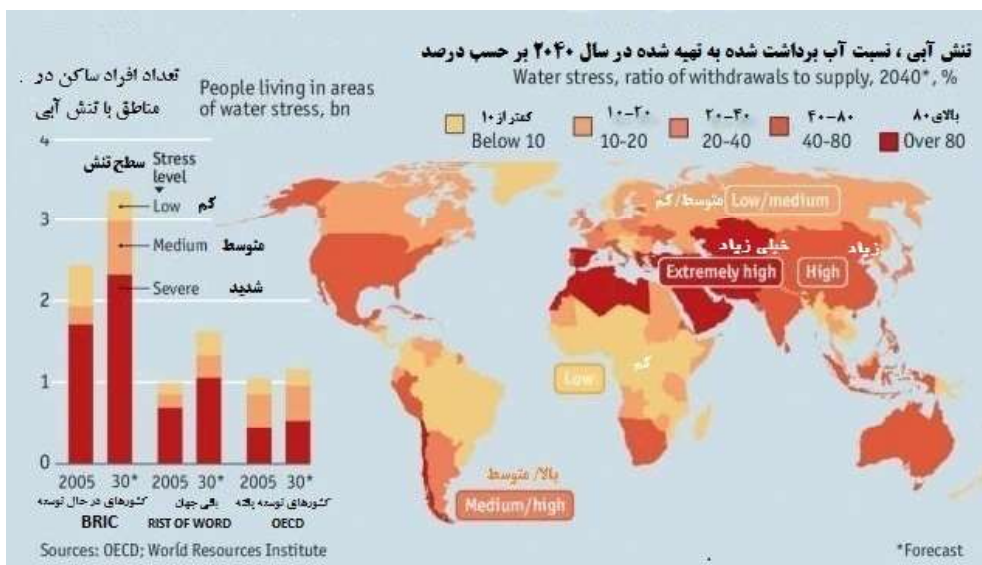 تنش آبی ، نسبت آب برداشت شده به تهیه شده در سال ۲۰۴۰ بر حسب درصد
Water stress, ratio of withdrawals to supply, 2040*, %
کمتر از ۱۰
۱۰-۲۰
۲۰-۴۰
۴۰-۸۰
بالای ۸۰
Below 10
10-20
20-40
40-80
Over 80
تعداد افراد ساکن در
مناطق با تنش آبی
People living in areas
of water stress, bn
4
3
2
1
0
سطح تنش
Stress
level
Low کم
Medium متوسط
Severe شدید
2005 30*
2005 30*
2005 30*
کشورهای در حال توسعه
باقی جهان
کشورهای توسعه یافته
BRIC
RIST OF WORD
OECD
متوسط/کم
Low/medium
خیلی زیاد
Extremely high
زیاد
High
کم
Low
بالا/ متوسط
Medium/high
Sources: OECD; World Resources Institute
*Forecast